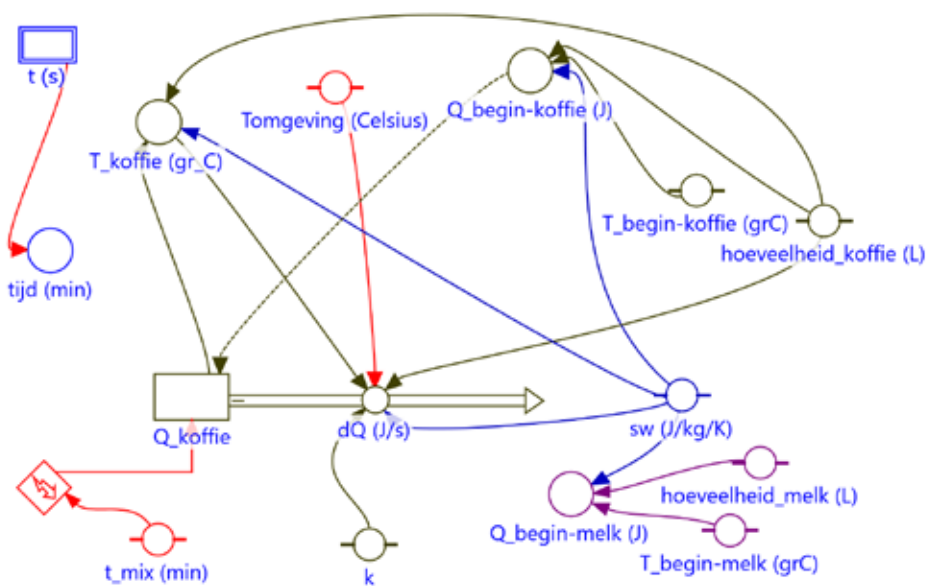 t (s)
Tomgeving (Celsius)
Q_begin-koffie (J)
T_koffie (gr_C)
T_begin-koffie (grC)
hoeveelheid_koffie (L)
tijd (min)
Q_koffie
dQ (J/s)
sw (J/kg/K)
hoeveelheid_melk (L)
Q_begin-melk (J)
T_begin-melk (grC)
t_mix (min)
k